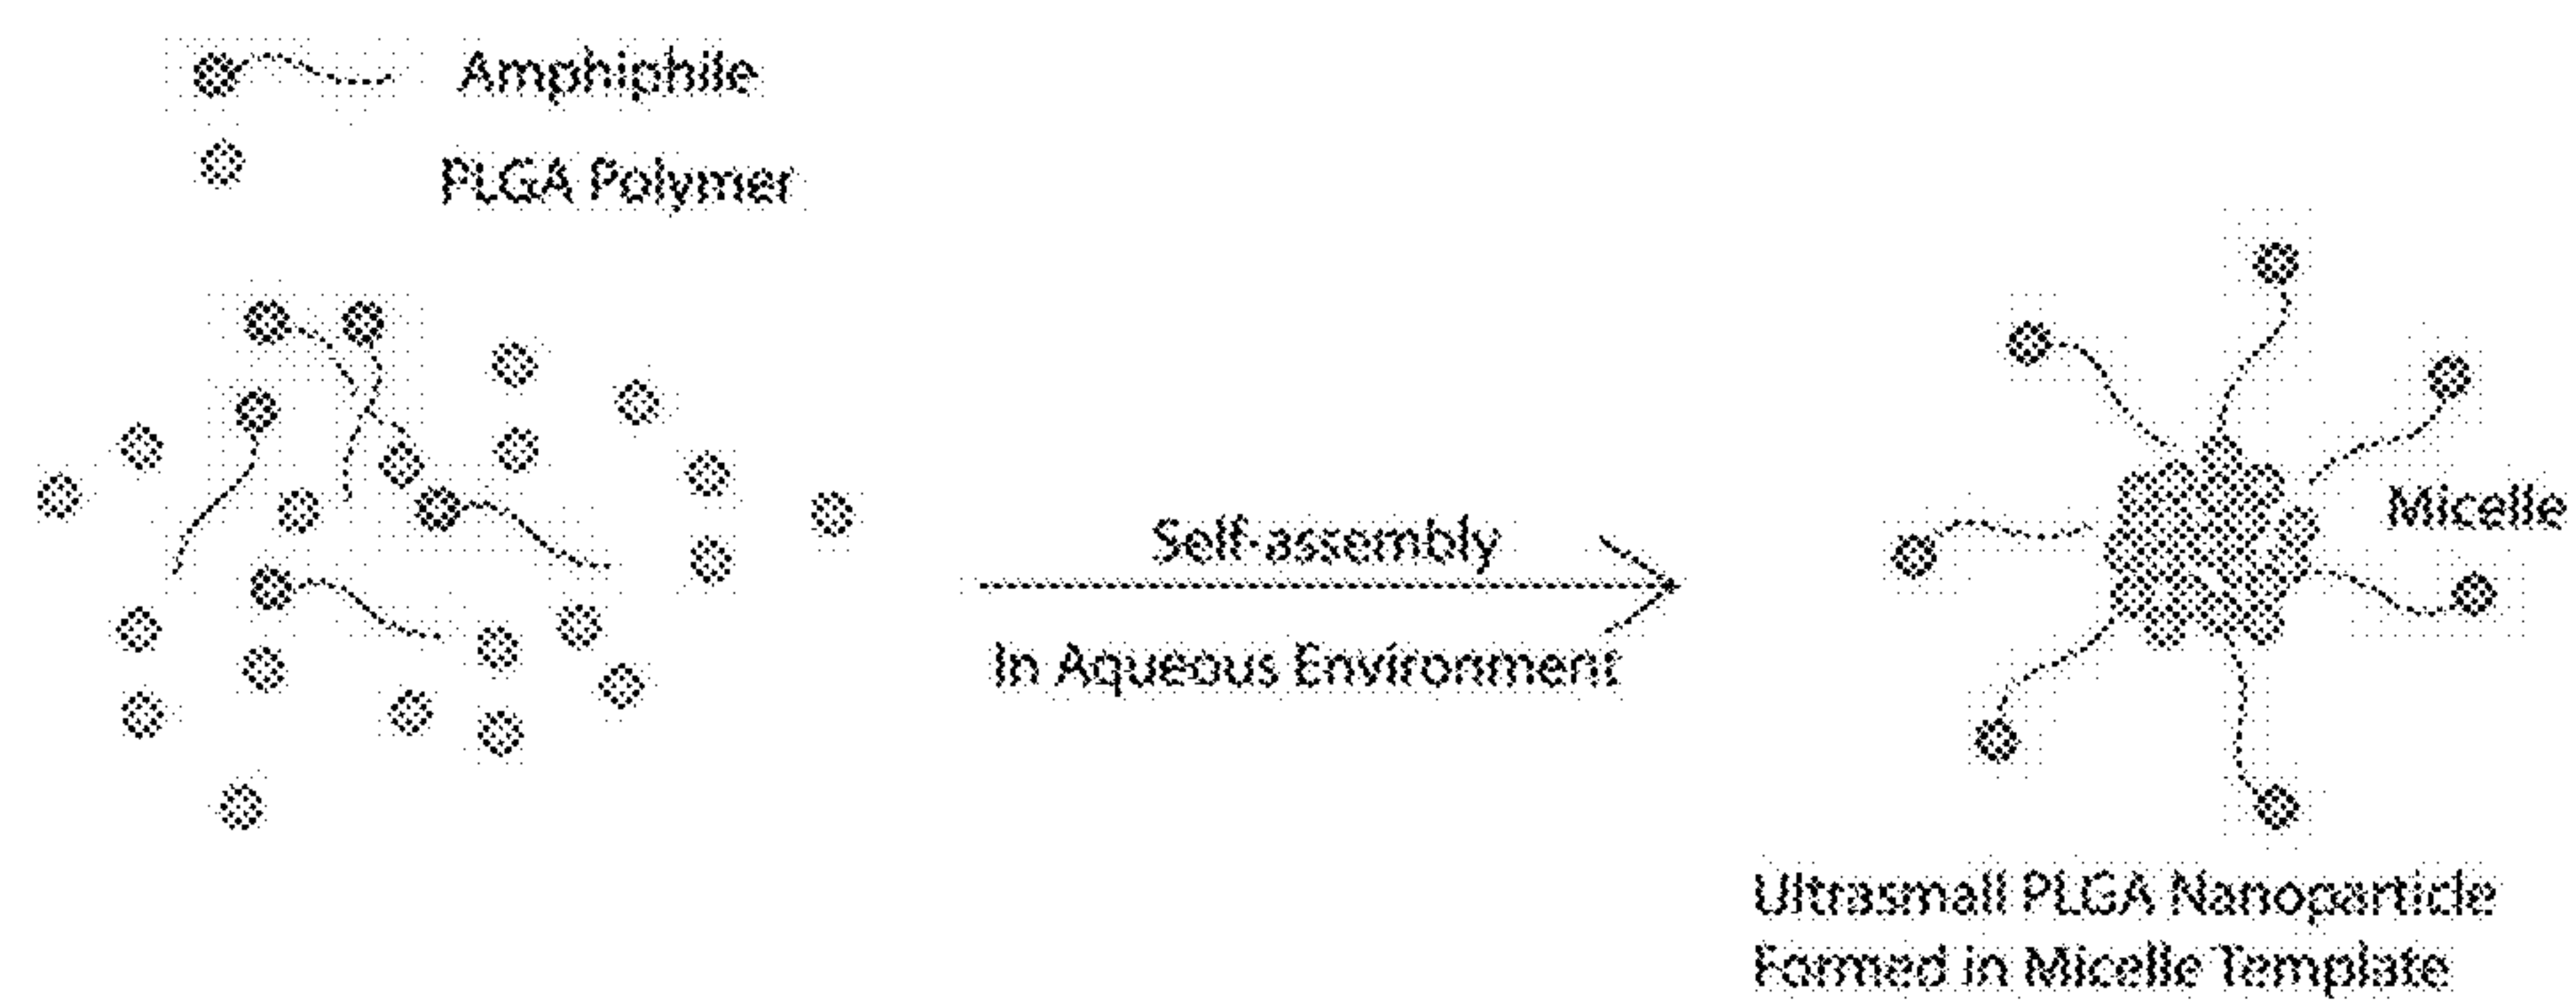 Amphiphile
PLGA Polymer
Self-assembly
In Aqueous Environment
Micelle
Ultrasmall PLGA Nanoparticle
Formed in Micelle Template